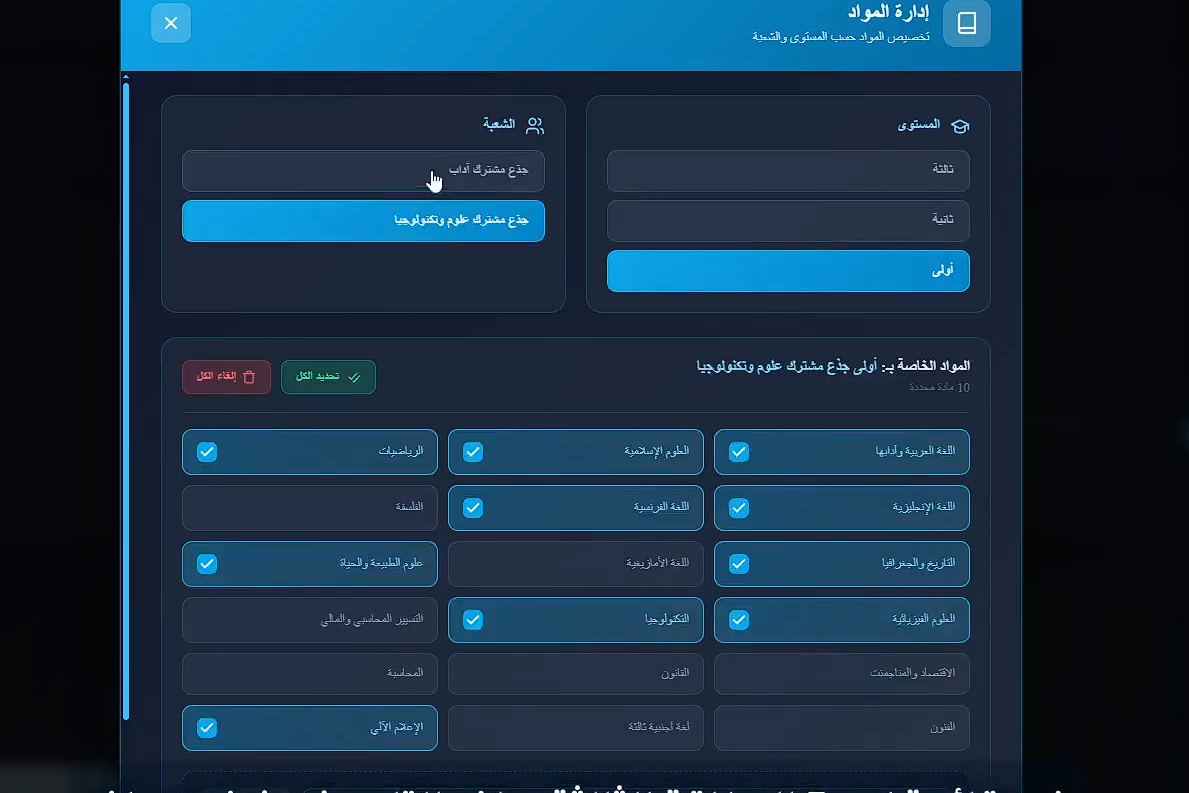 إدارة المواد
تخصيص المواد حسب المستوى والشعبة
المستوى
ثالثة
ثانية
أولى
الشعبة
جذع مشترك آداب
جذع مشترك علوم وتكنولوجيا
المواد الخاصة بـ: أولى جذع مشترك علوم وتكنولوجيا
10 مادة محددة
تحديد الكل
إلغاء الكل
اللغة العربية وآدابها
العلوم الإسلامية
الرياضيات
اللغة الإنجليزية
اللغة الفرنسية
الفلسفة
التاريخ والجغرافيا
اللغة الأمازيغية
علوم الطبيعة والحياة
العلوم الفيزيائية
التكنولوجيا
التسيير المحاسبي والمالي
الاقتصاد والمناجمنت
القانون
المحاسبة
الفنون
لغة أجنبية ثالثة
الإعلام الآلي